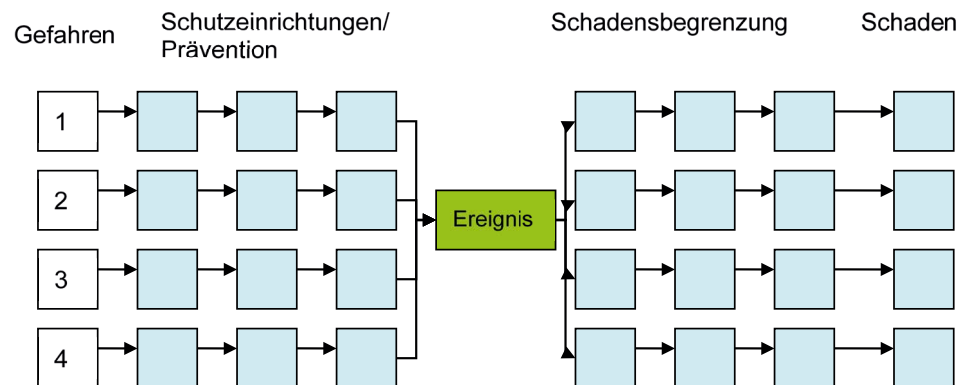 Gefahren
Schutzeinrichtungen/
Prävention
Schadensbegrenzung
Schaden
1
2
Ereignis
3
4